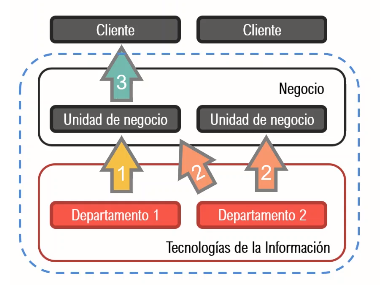 Cliente
Cliente
3
Negocio
Unidad de negocio
Unidad de negocio
1
2
2
Departamento 1
Departamento 2
Tecnologías de la Información